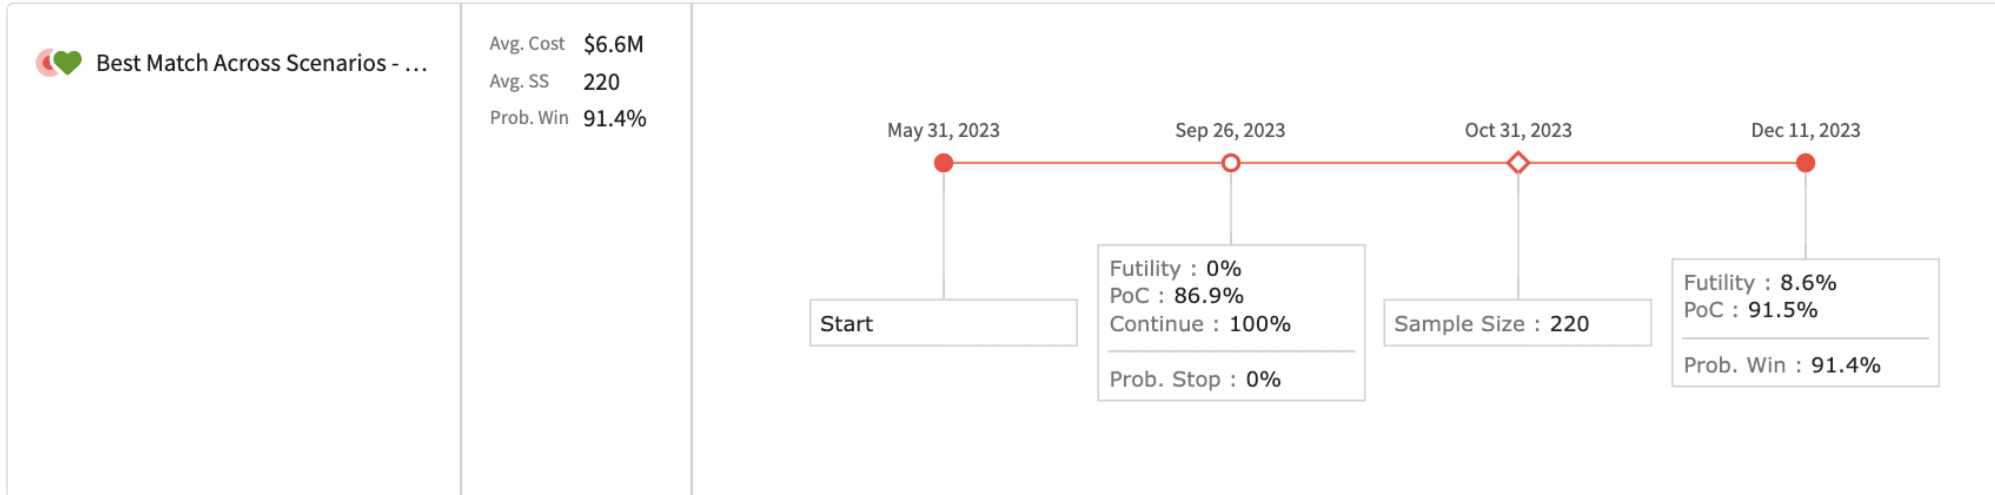 Best Match Across Scenarios - ...
Avg. Cost $6.6M
Avg. SS 220
Prob. Win 91.4%
May 31, 2023
Sep 26, 2023
Oct 31, 2023
Dec 11, 2023
Start
Futility : 0%
PoC : 86.9%
Continue : 100%
Prob. Stop : 0%
Sample Size : 220
Futility : 8.6%
PoC : 91.5%
Prob. Win : 91.4%